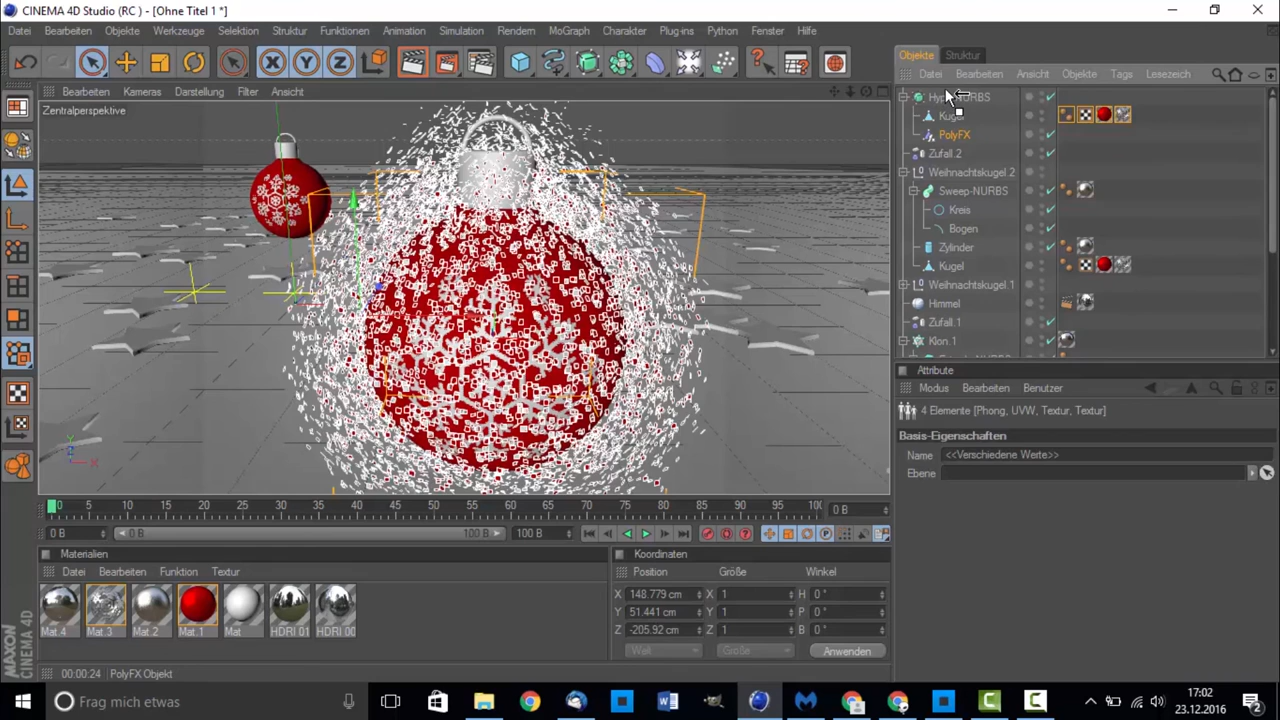 CINEMA 4D Studio (RC ) - [Ohne Titel 1 *]
Datei Bearbeiten Objekte Werkzeuge Selektion Struktur Funktionen Animation Simulation Rendern MoGraph Charakter Plug-ins Python Fenster Hilfe
X Y Z
Objekte Struktur
Datei Bearbeiten Ansicht Objekte Tags Lesezeich
Bearbeiten Kameras Darstellung Filter Ansicht
Zentralperspektive
Kugel
PolyFX
Zufall.2
Weihnachtskugel 2
Sweep-NURBS
Kreis
Bogen
Zylinder
Kugel
Weihnachtskugel.1
Himmel
Zufall.1
Klon.1
Attribute
Modus Bearbeiten Benutzer
4 Elemente [Phong, UVW, Textur, Textur]
Basis-Eigenschaften
Name <<Verschiedene Werte>>
Ebene
Y
X
0 5 10 15 20 25 30 35 40 45 50 55 60 65 70 75 80 85 90 95 100 0 B
0 B 0 B 100 B 100 B
Materialien
Datei Bearbeiten Funktion Textur
Mat.4 Mat.3 Mat.2 Mat.1 Mat HDRI 01 HDRI 00
Koordinaten
Position Größe Winkel
X 148.779 cm X 1 H 0 °
Y 51.441 cm Y 1 P 0 °
Z -205.92 cm Z 1 B 0 °
Welt Größe Anwenden
MAXON CINEMA 4D
00:00:24 PolyFX Objekt
Frag mich etwas
17:02
23.12.2016
2